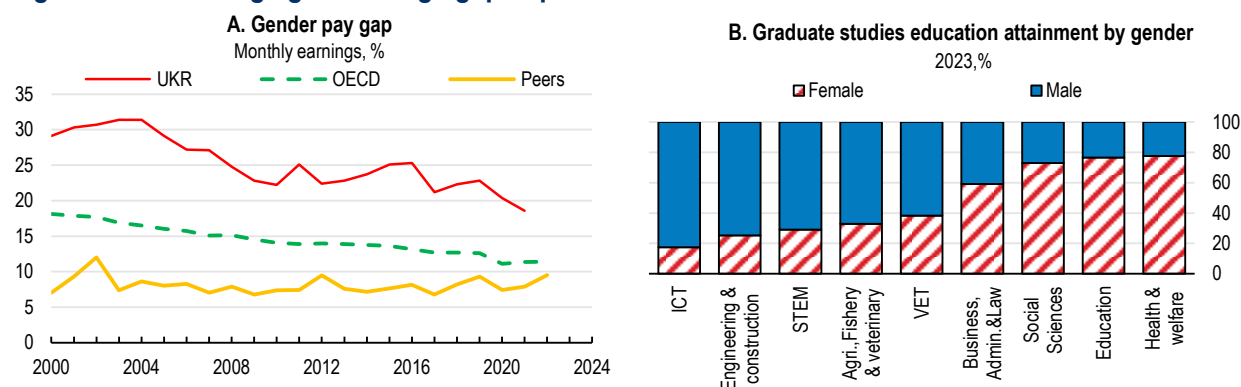 A. Gender pay gap
Monthly earnings, %
UKR
OECD
Peers
35
30
25
20
15
10
5
0
2000
2004
2008
2012
2016
2020
2024
B. Graduate studies education attainment by gender
2023,%
Female
Male
100
80
60
40
20
0
ICT
Engineering &
construction
STEM
Agri.,Fishery
& veterinary
VET
Business,
Admin.&Law
Social
Sciences
Education
Health &
welfare